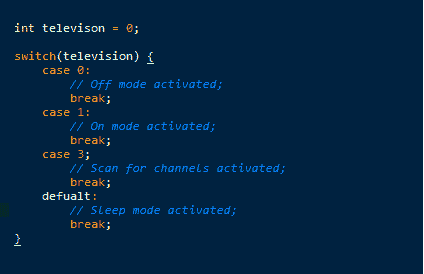 int televison = 0;
switch(television) {
case 0:
// Off mode activated;
break;
case 1:
// On mode activated;
break;
case 3;
// Scan for channels activated;
break;
defualt:
// Sleep mode activated;
break;
}